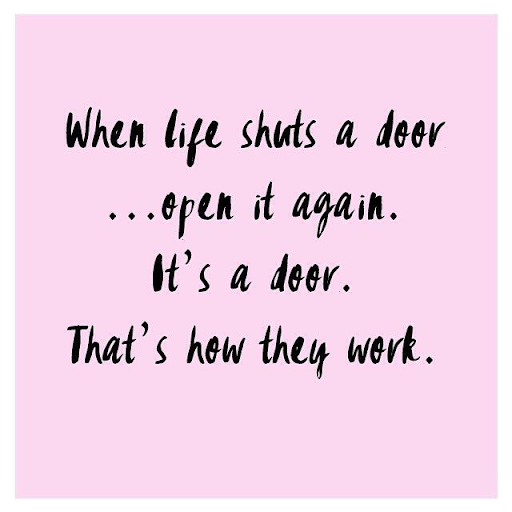 When life shuts a door
...open it again.
It's a door.
That's how they work.